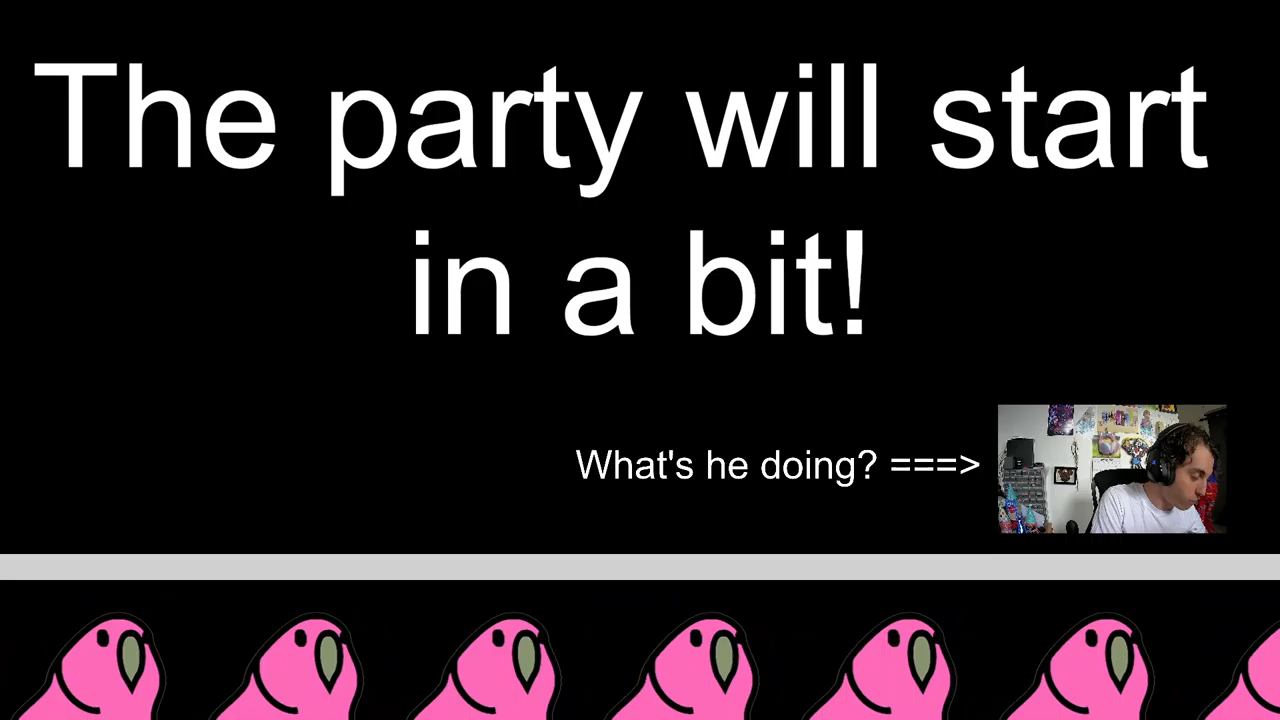 The party will start
in a bit!
What's he doing? ===>